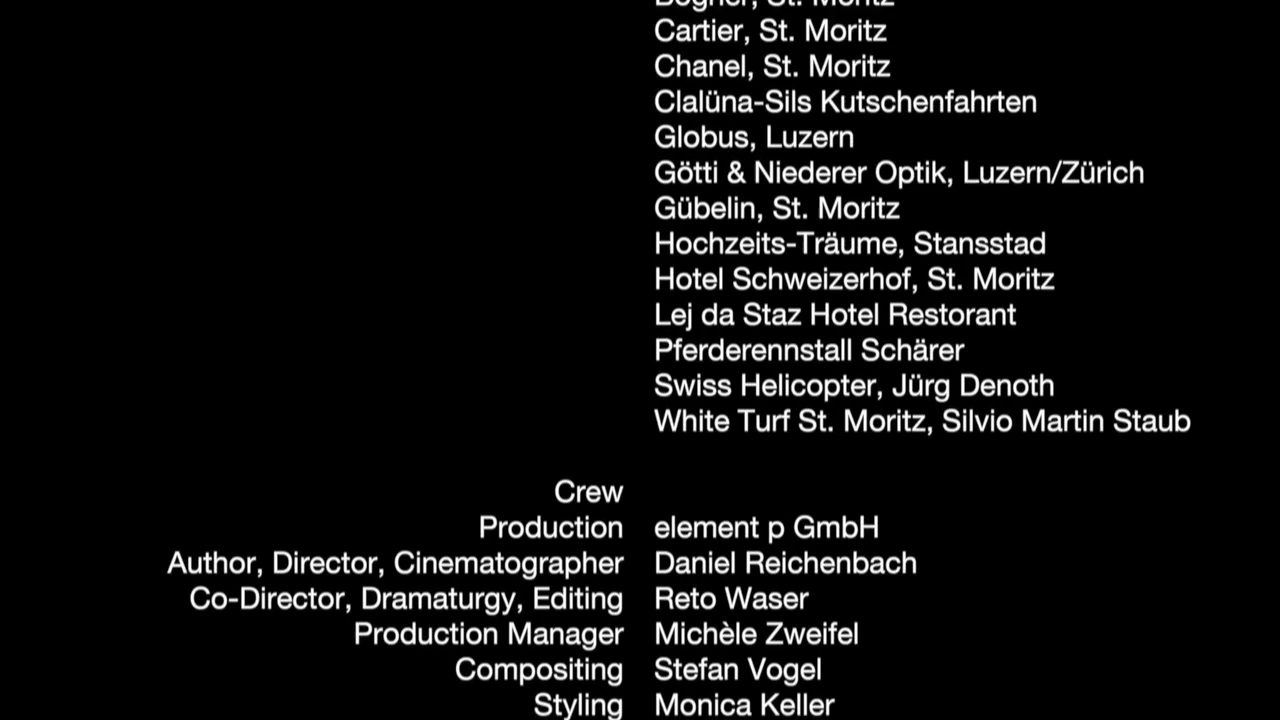 Bogner, St. Moritz
Cartier, St. Moritz
Chanel, St. Moritz
Clalüna-Sils Kutschenfahrten
Globus, Luzern
Götti & Niederer Optik, Luzern/Zürich
Gübelin, St. Moritz
Hochzeits-Träume, Stansstad
Hotel Schweizerhof, St. Moritz
Lej da Staz Hotel Restorant
Pferderennstall Schärer
Swiss Helicopter, Jürg Denoth
White Turf St. Moritz, Silvio Martin Staub
Crew
Production element p GmbH
Author, Director, Cinematographer Daniel Reichenbach
Co-Director, Dramaturgy, Editing Reto Waser
Production Manager Michèle Zweifel
Compositing Stefan Vogel
Styling Monica Keller